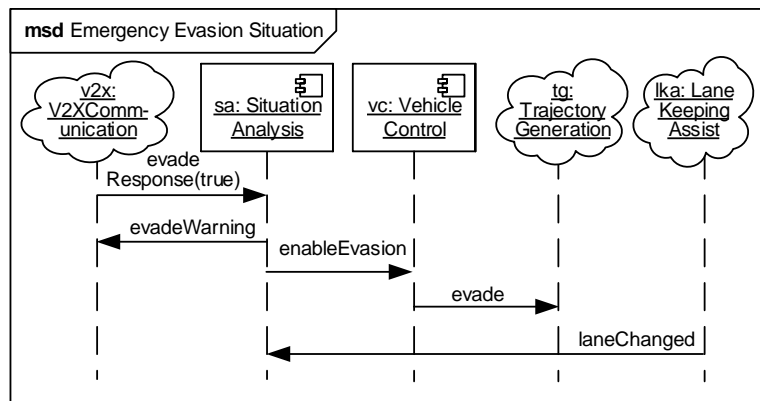 msd Emergency Evasion Situation
v2x:
V2XComm-
unication
sa: Situation
Analysis
vc: Vehicle
Control
tg:
Trajectory
Generation
lka: Lane
Keeping
Assist
evade
Response(true)
evadeWarning
enableEvasion
evade
laneChanged